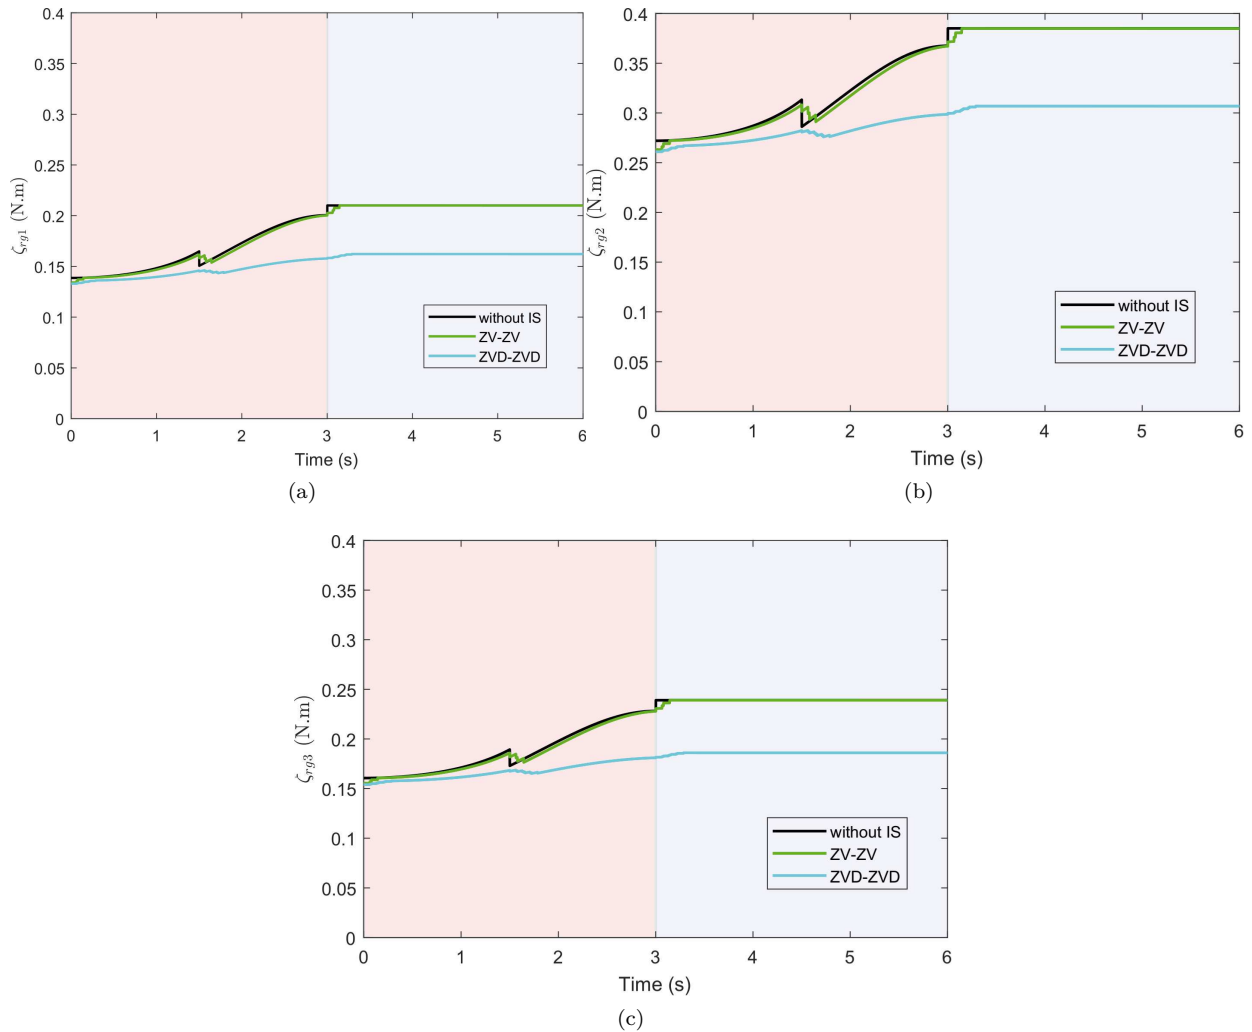 0.4
0.35
0.3
0.25
0.2
0.15
0.1
0.05
0
ζrg1 (N.m)
without IS
ZV-ZV
ZVD-ZVD
0 1 2 3 4 5 6
Time (s)
(a)
0.4
0.35
0.3
0.25
0.2
0.15
0.1
0.05
0
ζrg2 (N.m)
without IS
ZV-ZV
ZVD-ZVD
0 1 2 3 4 5 6
Time (s)
(b)
0.4
0.35
0.3
0.25
0.2
0.15
0.1
0.05
0
ζrg3 (N.m)
without IS
ZV-ZV
ZVD-ZVD
0 1 2 3 4 5 6
Time (s)
(c)